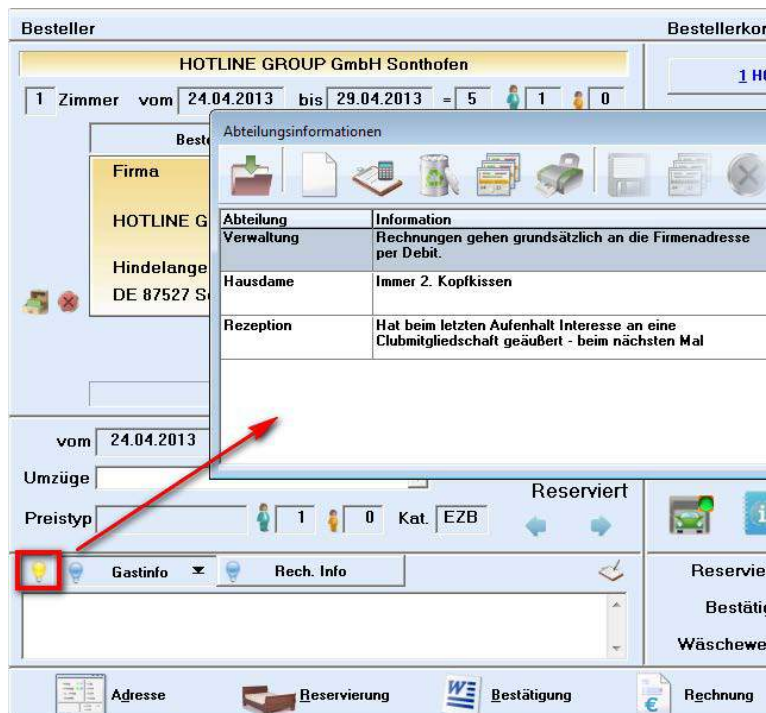 Besteller
Bestellerkor
HOTLINE GROUP GmbH Sonthofen
1 H
1 Zimmer vom 24.04.2013 bis 29.04.2013 = 5 1 0
Beste
Abteilungsinformationen
Firma
HOTLINE G
Hindelange
DE 87527 S
Abteilung Information
Verwaltung Rechnungen gehen grundsätzlich an die Firmenadresse
per Debit.
Hausdame Immer 2. Kopfkissen
Rezeption Hat beim letzten Aufenhalt Interesse an eine
Clubmitgliedschaft geäußert - beim nächsten Mal
vom 24.04.2013
Umzüge
Reserviert
Preistyp 1 0 Kat. EZB
Gastinfo Rech. Info
Reservie
Bestätig
Wäschewe
Adresse Reservierung Bestätigung Rechnung